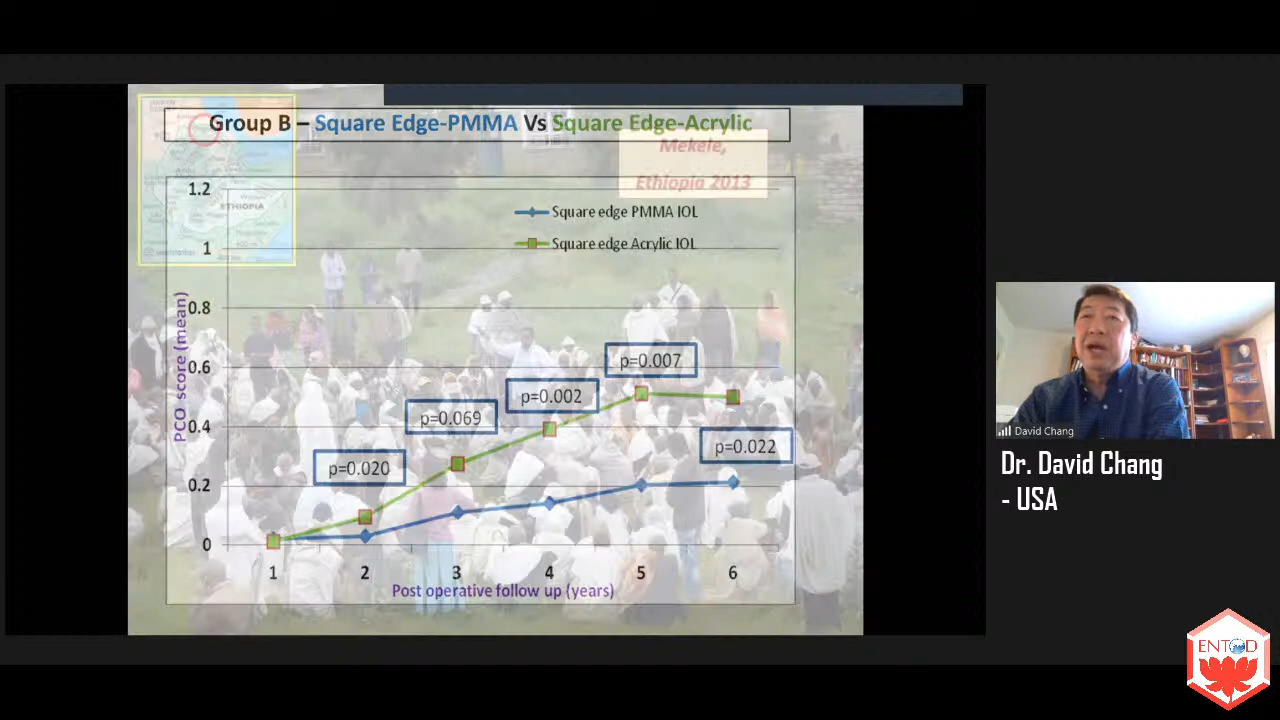 Group B – Square Edge-PMMA Vs Square Edge-Acrylic
Mekele,
Ethiopia 2013
ETHIOPIA
1.2
1
0.8
0.6
0.4
0.2
0
PCO score (mean)
Square edge PMMA IOL
Square edge Acrylic IOL
p=0.020
p=0.069
p=0.002
p=0.007
p=0.022
1
2
3
4
5
6
Post operative follow up (years)
David Chang
Dr. David Chang
- USA
ENTOD